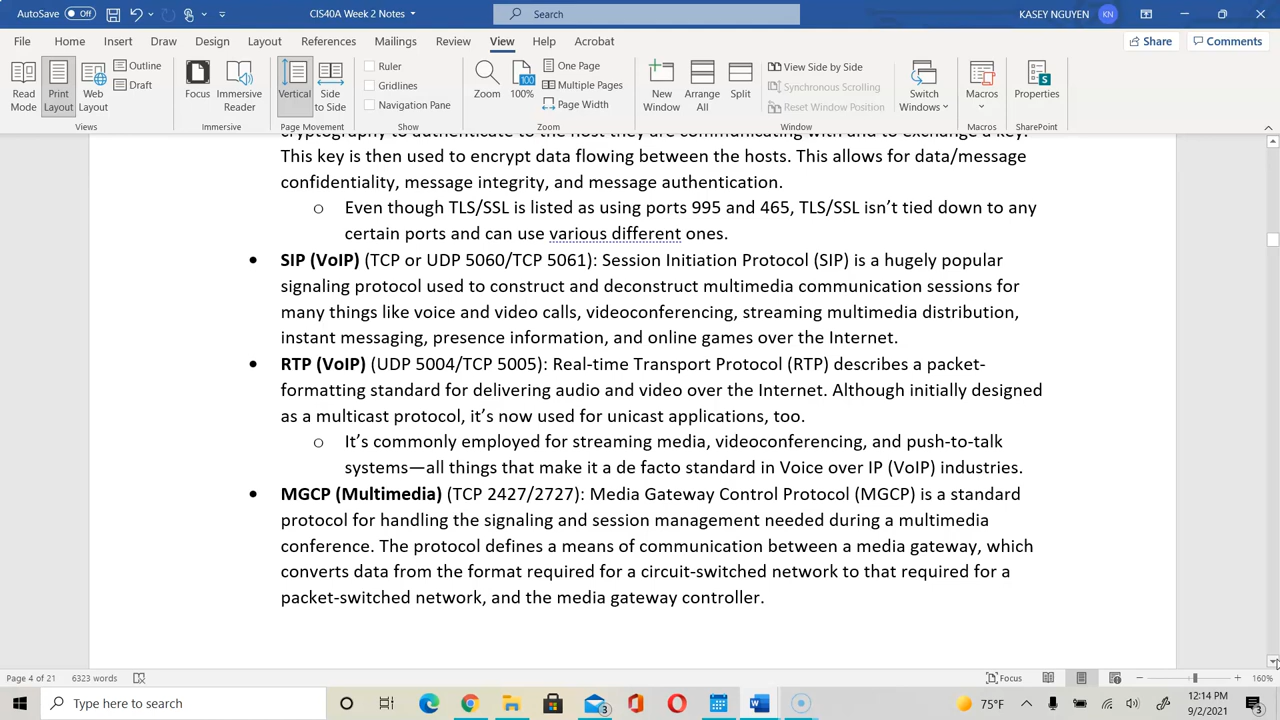 AutoSave Off CIS40A Week 2 Notes Search KASEY NGUYEN KN
File Home Insert Draw Design Layout References Mailings Review View Help Acrobat Share Comments
Read Mode Print Layout Web Layout Outline Draft Focus Immersive Reader Vertical Side to Side Ruler Gridlines Navigation Pane Zoom 100% One Page Multiple Pages Page Width New Window Arrange All Split View Side by Side Synchronous Scrolling Reset Window Position Switch Windows Macros Properties
Views Immersive Page Movement Show Zoom Window Macros SharePoint
cryptography to authenticate to the host they are communicating with and to exchange a key.
This key is then used to encrypt data flowing between the hosts. This allows for data/message
confidentiality, message integrity, and message authentication.
o Even though TLS/SSL is listed as using ports 995 and 465, TLS/SSL isn’t tied down to any
certain ports and can use various different ones.
• SIP (VoIP) (TCP or UDP 5060/TCP 5061): Session Initiation Protocol (SIP) is a hugely popular
signaling protocol used to construct and deconstruct multimedia communication sessions for
many things like voice and video calls, videoconferencing, streaming multimedia distribution,
instant messaging, presence information, and online games over the Internet.
• RTP (VoIP) (UDP 5004/TCP 5005): Real-time Transport Protocol (RTP) describes a packet-
formatting standard for delivering audio and video over the Internet. Although initially designed
as a multicast protocol, it’s now used for unicast applications, too.
o It’s commonly employed for streaming media, videoconferencing, and push-to-talk
systems—all things that make it a de facto standard in Voice over IP (VoIP) industries.
• MGCP (Multimedia) (TCP 2427/2727): Media Gateway Control Protocol (MGCP) is a standard
protocol for handling the signaling and session management needed during a multimedia
conference. The protocol defines a means of communication between a media gateway, which
converts data from the format required for a circuit-switched network to that required for a
packet-switched network, and the media gateway controller.
Page 4 of 21 6323 words Focus 160%
Type here to search 3 75°F 12:14 PM
9/2/2021 3